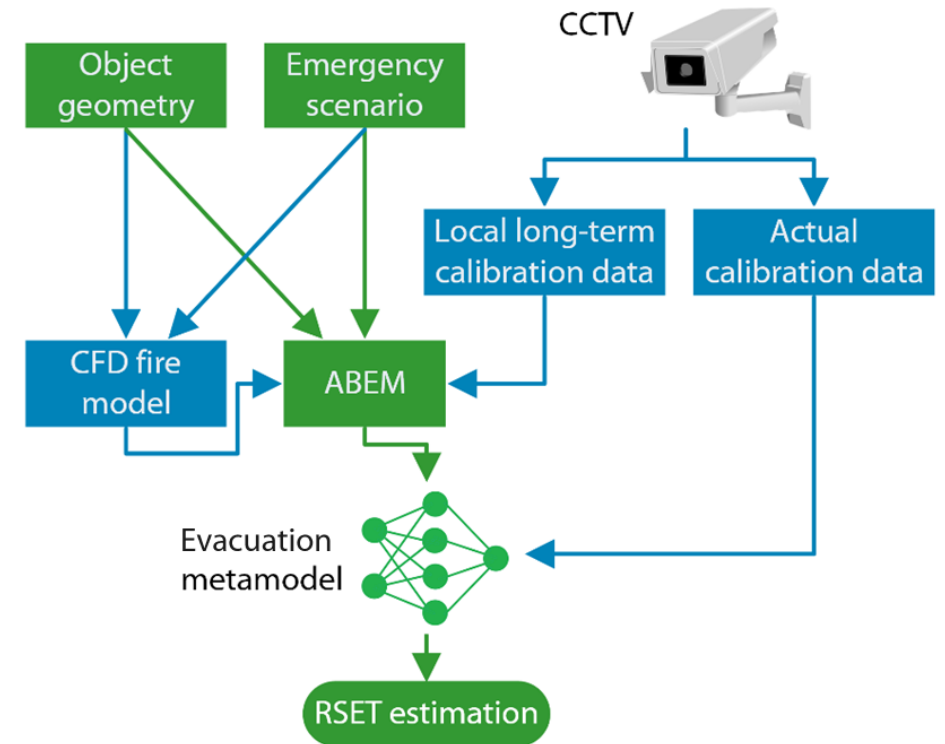 CCTV
Object
geometry
Emergency
scenario
Local long-term
calibration data
Actual
calibration data
CFD fire
model
ABEM
Evacuation
metamodel
RSET estimation